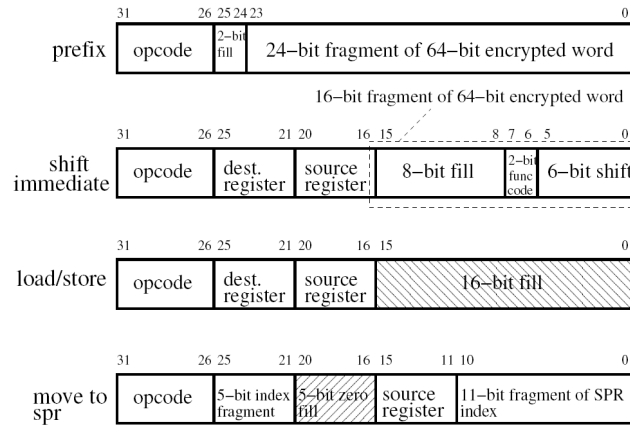 31 26 25 24 23 0
prefix opcode 2-bit fill 24-bit fragment of 64-bit encrypted word
16-bit fragment of 64-bit encrypted word
31 26 25 21 20 16 15 8 7 6 5 0
shift immediate opcode dest. register source register 8-bit fill 2-bit func code 6-bit shift
31 26 25 21 20 16 15 0
load/store opcode dest. register source register 16-bit fill
31 26 25 21 20 16 15 11 10 0
move to spr opcode 5-bit index fragment 5-bit zero fill source register 11-bit fragment of SPR index